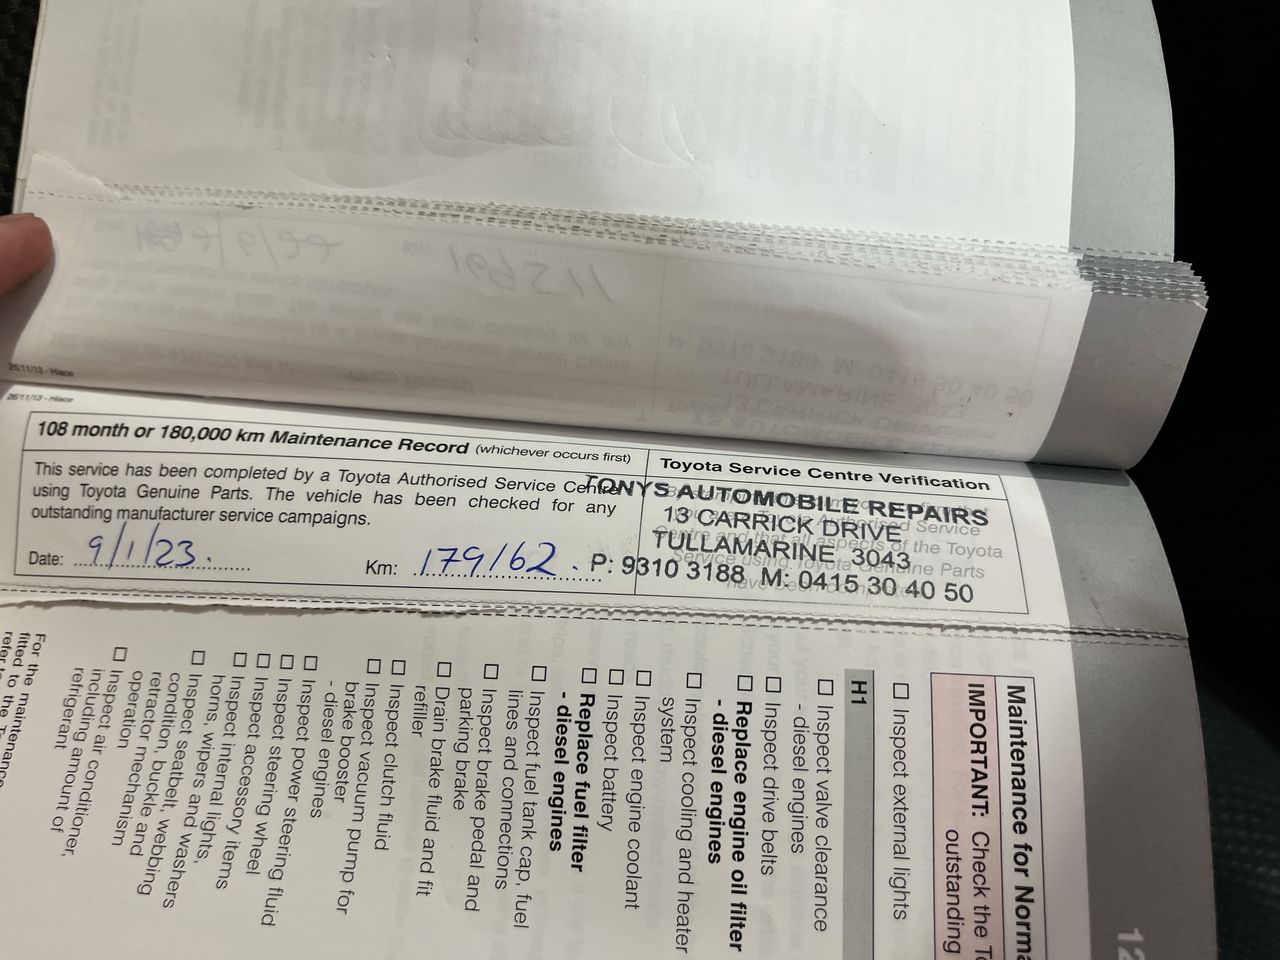 26/11/13 - Hiace
26/11/13 - Hiace
108 month or 180,000 km Maintenance Record (whichever occurs first)
This service has been completed by a Toyota Authorised Service Centre
using Toyota Genuine Parts. The vehicle has been checked for any
outstanding manufacturer service campaigns.
Date: 9/1/23.
Km: 179162.
Toyota Service Centre Verification
TONYS AUTOMOBILE REPAIRS
13 CARRICK DRIVE
TULLAMARINE 3043
P: 9310 3188 M: 0415 30 40 50
Maintenance for Norma
IMPORTANT: Check the To
outstanding
☐ Inspect external lights
H1
☐ Inspect valve clearance
- diesel engines
☐ Inspect drive belts
☐ Replace engine oil filter
- diesel engines
☐ Inspect cooling and heater
system
☐ Inspect engine coolant
☐ Inspect battery
☐ Replace fuel filter
- diesel engines
☐ Inspect fuel tank cap, fuel
lines and connections
☐ Inspect brake pedal and
parking brake
☐ Drain brake fluid and fit
refiller
☐ Inspect clutch fluid
☐ Inspect vacuum pump for
brake booster
- diesel engines
☐ Inspect power steering fluid
☐ Inspect steering wheel
☐ Inspect accessory items
☐ Inspect internal lights,
horns, wipers and washers
☐ Inspect seatbelt, webbing
condition, buckle and
retractor mechanism
operation
☐ Inspect air conditioner,
including amount of
refrigerant
For the maintenance
fitted to the
refer to the
12